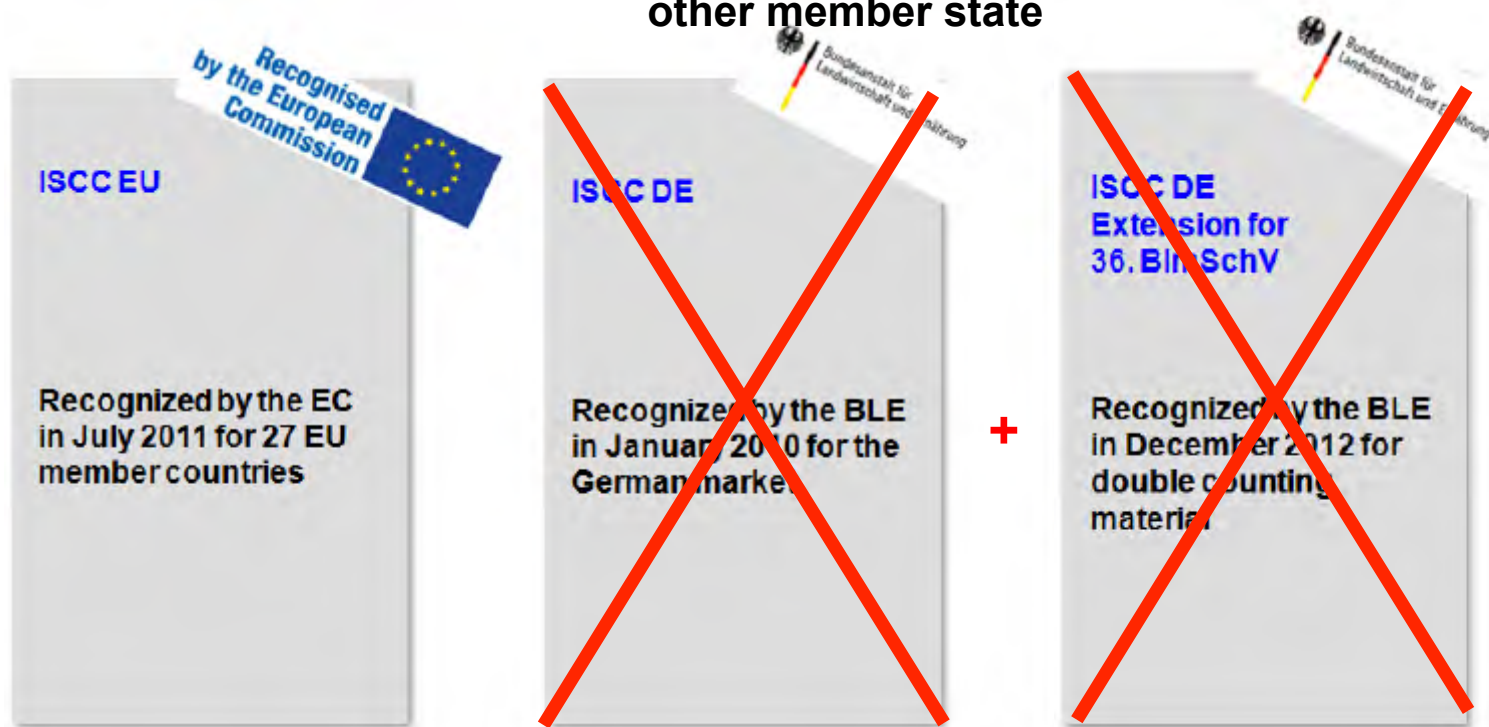 other member state
Recognised
by the European
Commission
ISCC EU
Recognized by the EC
in July 2011 for 27 EU
member countries
Bundesanstalt für
Landwirtschaft und Ernährung
ISCC DE
Recognized by the BLE
in January 2010 for the
German market
+
Bundesanstalt für
Landwirtschaft und Ernährung
ISCC DE
Extension for
36. BImSchV
Recognized by the BLE
in December 2012 for
double counting
material